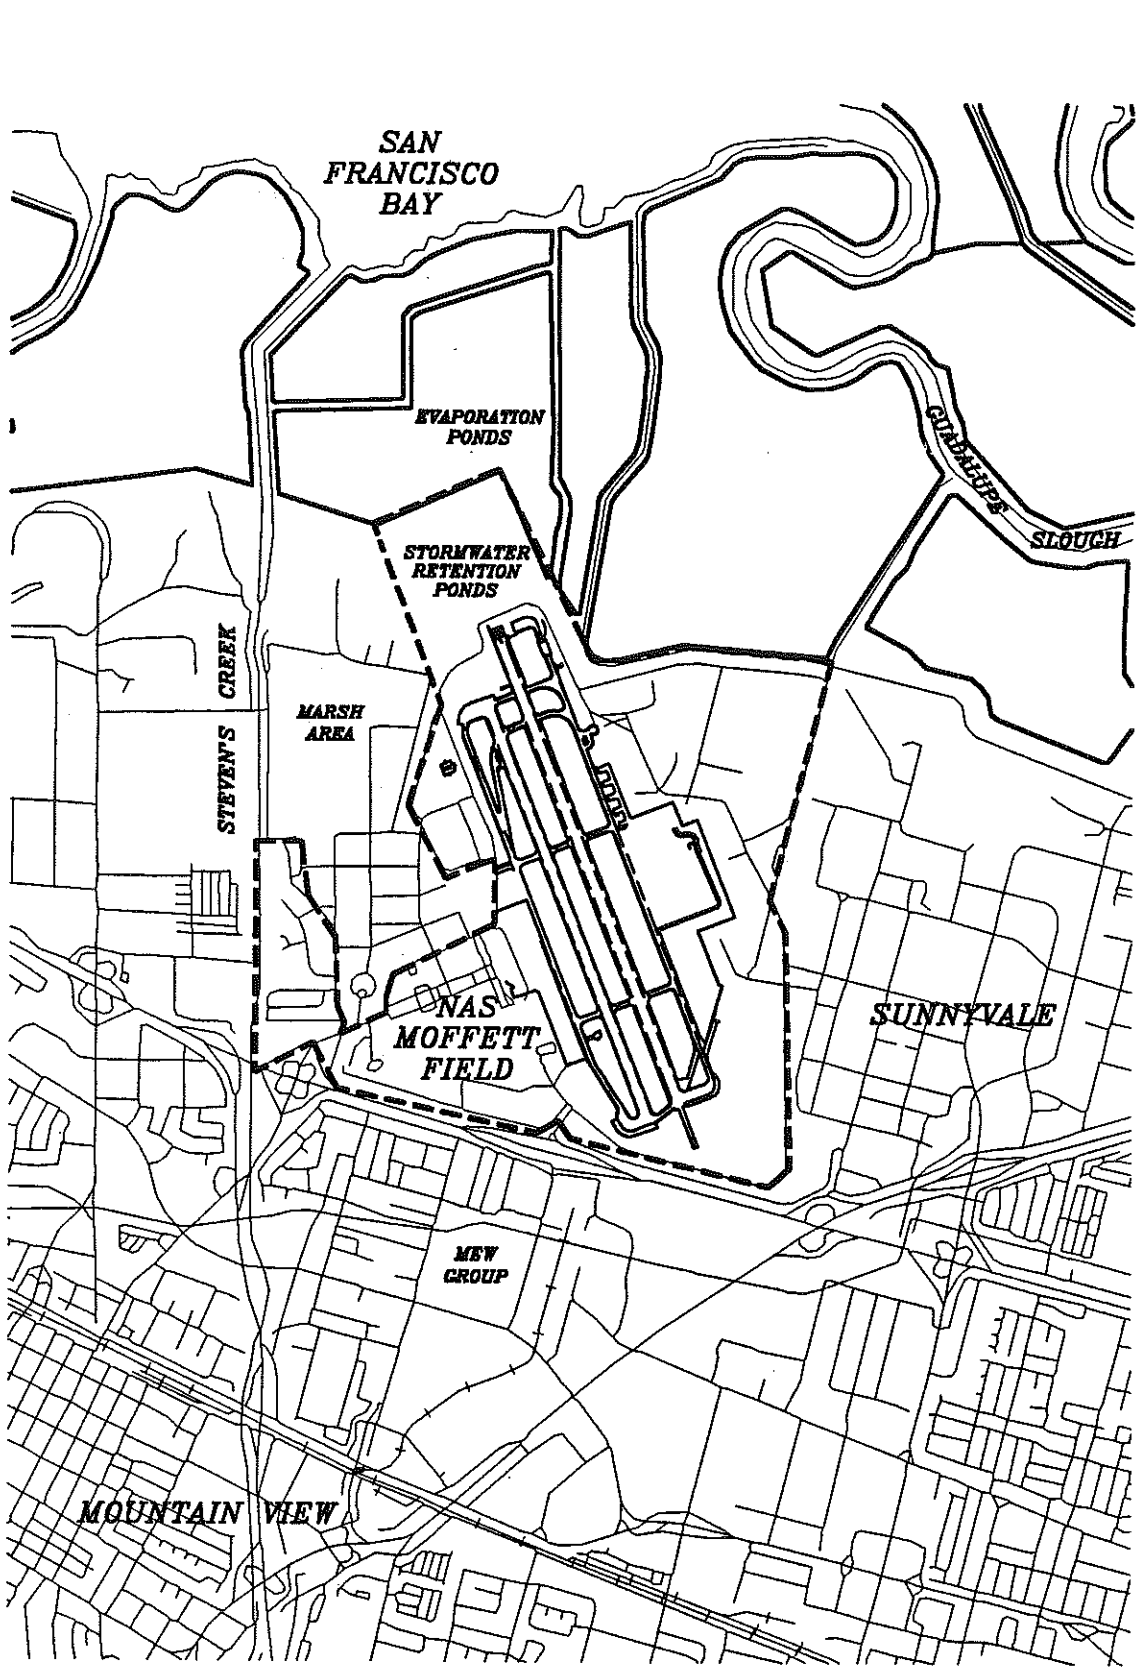 SAN
FRANCISCO
BAY
EVAPORATION
PONDS
GUADALUPE
SLOUGH
STORMWATER
RETENTION
PONDS
STEVEN'S CREEK
MARSH
AREA
NAS
MOFFETT
FIELD
SUNNYVALE
MEW
GROUP
MOUNTAIN VIEW